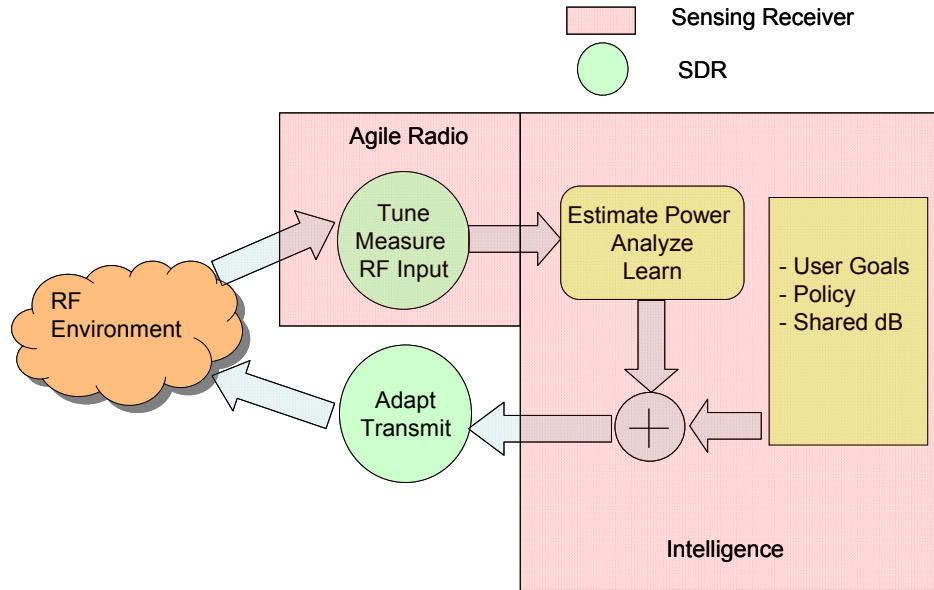 Sensing Receiver
SDR
Agile Radio
Tune
Measure
RF Input
Estimate Power
Analyze
Learn
- User Goals
- Policy
- Shared dB
RF
Environment
Adapt
Transmit
Intelligence